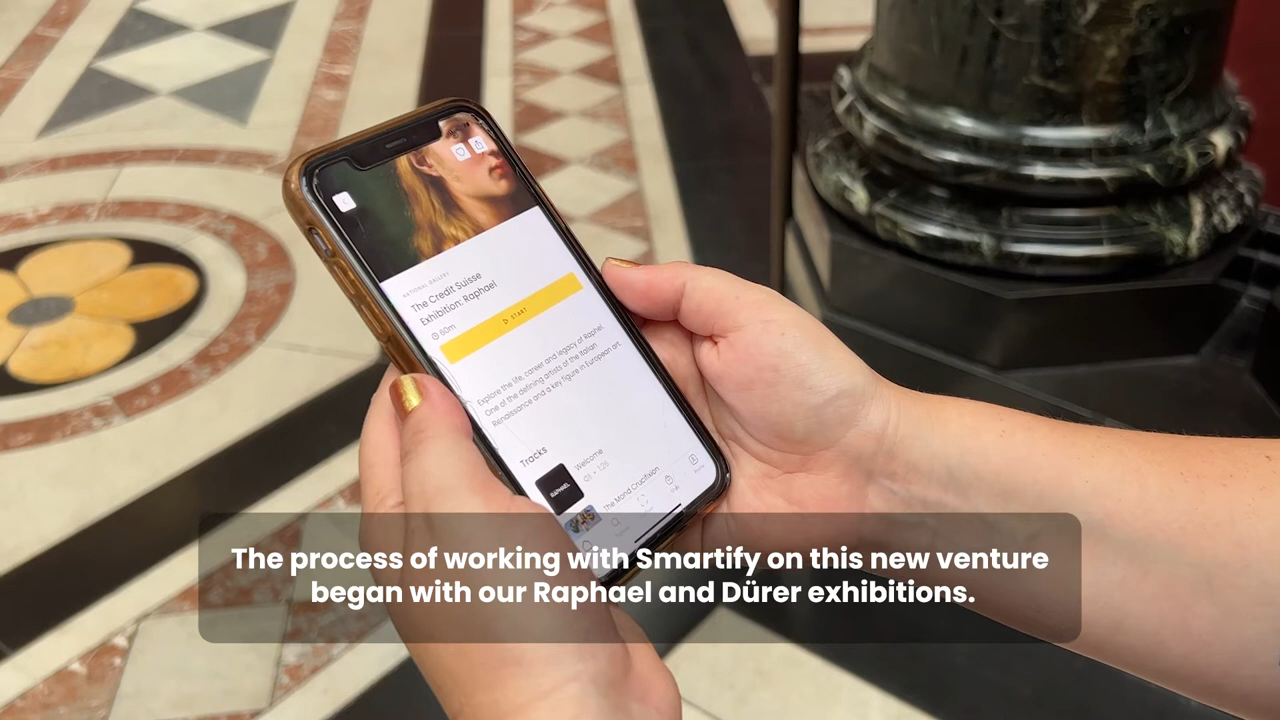 NATIONAL GALLERY
The Credit Suisse
Exhibition: Raphael
60m
START
Explore the life, career and legacy of Raphael.
One of the defining artists of the Italian
Renaissance and a key figure in European art.
Tracks
RAPHAEL
Welcome
1:26
The Mond Crucifixion
The process of working with Smartify on this new venture
began with our Raphael and Dürer exhibitions.